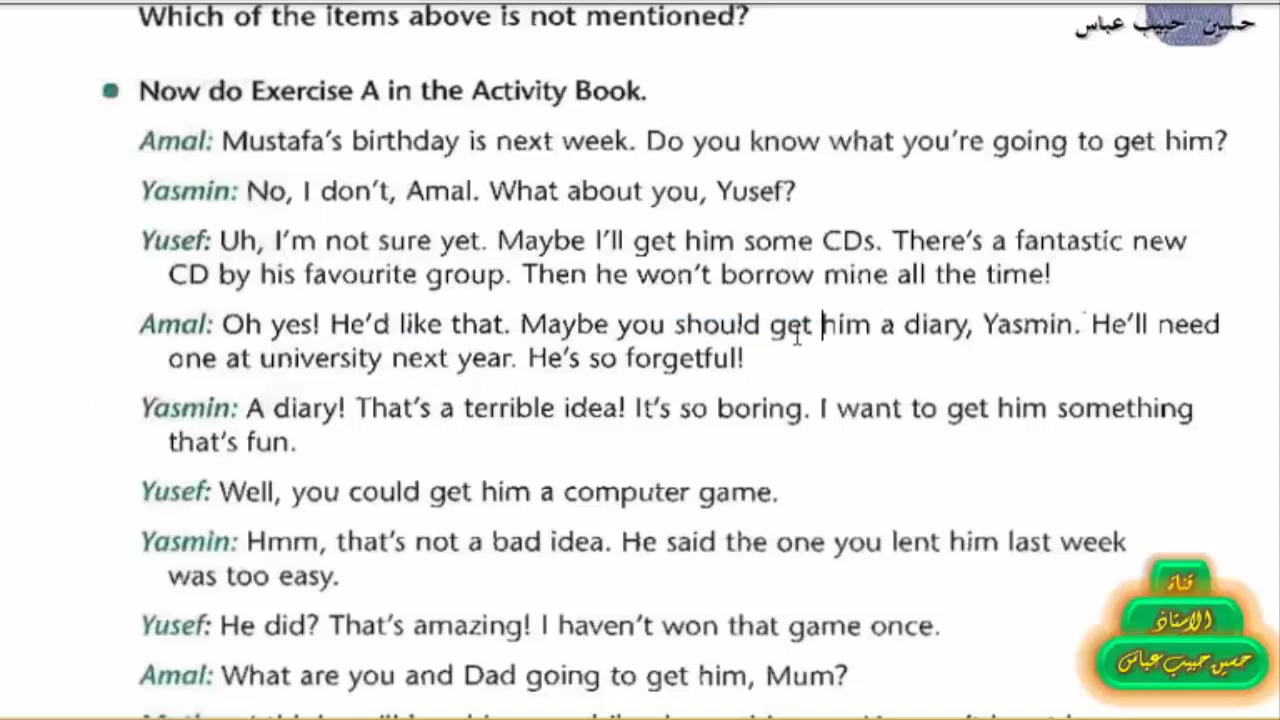 Which of the items above is not mentioned?
حسين حبيب عباس
Now do Exercise A in the Activity Book.
Amal: Mustafa's birthday is next week. Do you know what you're going to get him?
Yasmin: No, I don't, Amal. What about you, Yusef?
Yusef: Uh, I'm not sure yet. Maybe I'll get him some CDs. There's a fantastic new
CD by his favourite group. Then he won't borrow mine all the time!
Amal: Oh yes! He'd like that. Maybe you should get him a diary, Yasmin. He'll need
one at university next year. He's so forgetful!
Yasmin: A diary! That's a terrible idea! It's so boring. I want to get him something
that's fun.
Yusef: Well, you could get him a computer game.
Yasmin: Hmm, that's not a bad idea. He said the one you lent him last week
was too easy.
Yusef: He did? That's amazing! I haven't won that game once.
Amal: What are you and Dad going to get him, Mum?
قناة
الاستاذ
حسين حبيب عباس